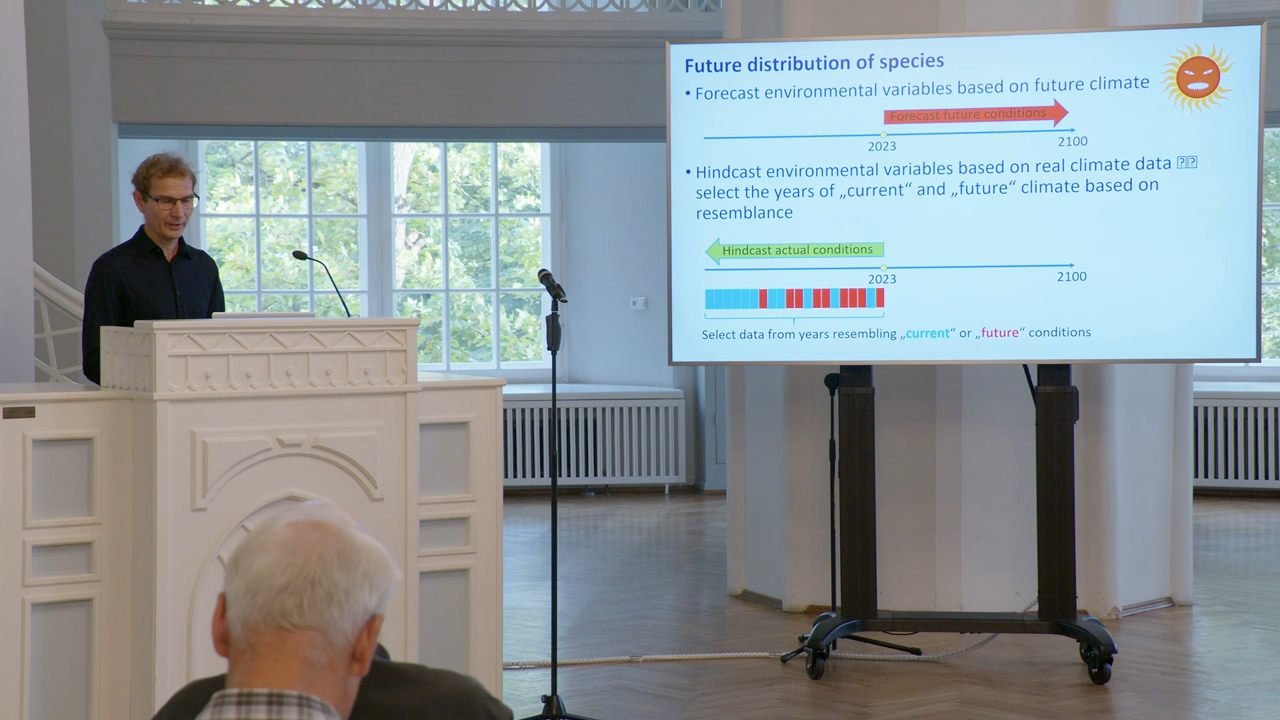 Future distribution of species
• Forecast environmental variables based on future climate
Forecast future conditions
2023
2100
• Hindcast environmental variables based on real climate data
select the years of „current“ and „future“ climate based on
resemblance
Hindcast actual conditions
2023
2100
Select data from years resembling „current“ or „future“ conditions